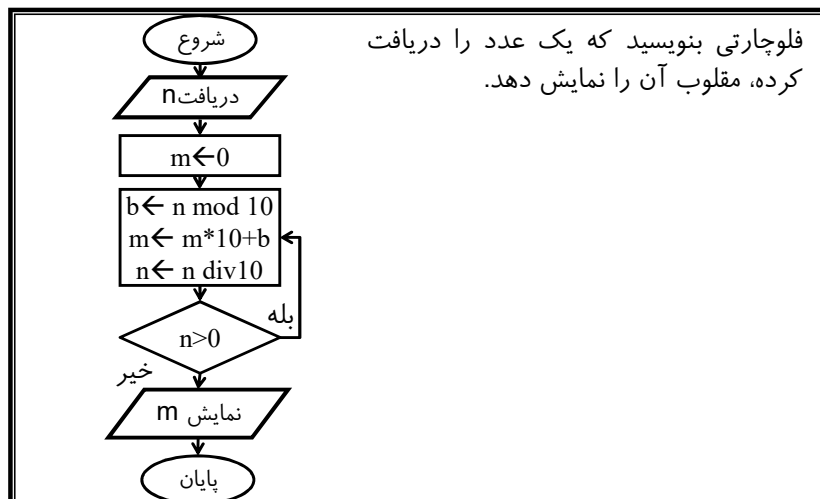 فلوچارتی بنویسید که یک عدد را دریافت
کرده، مقلوب آن را نمایش دهد.
شروع
دریافتn
m←0
b← n mod 10
m← m*10+b
n← n div10
بله
n>0
خیر
نمایش m
پایان